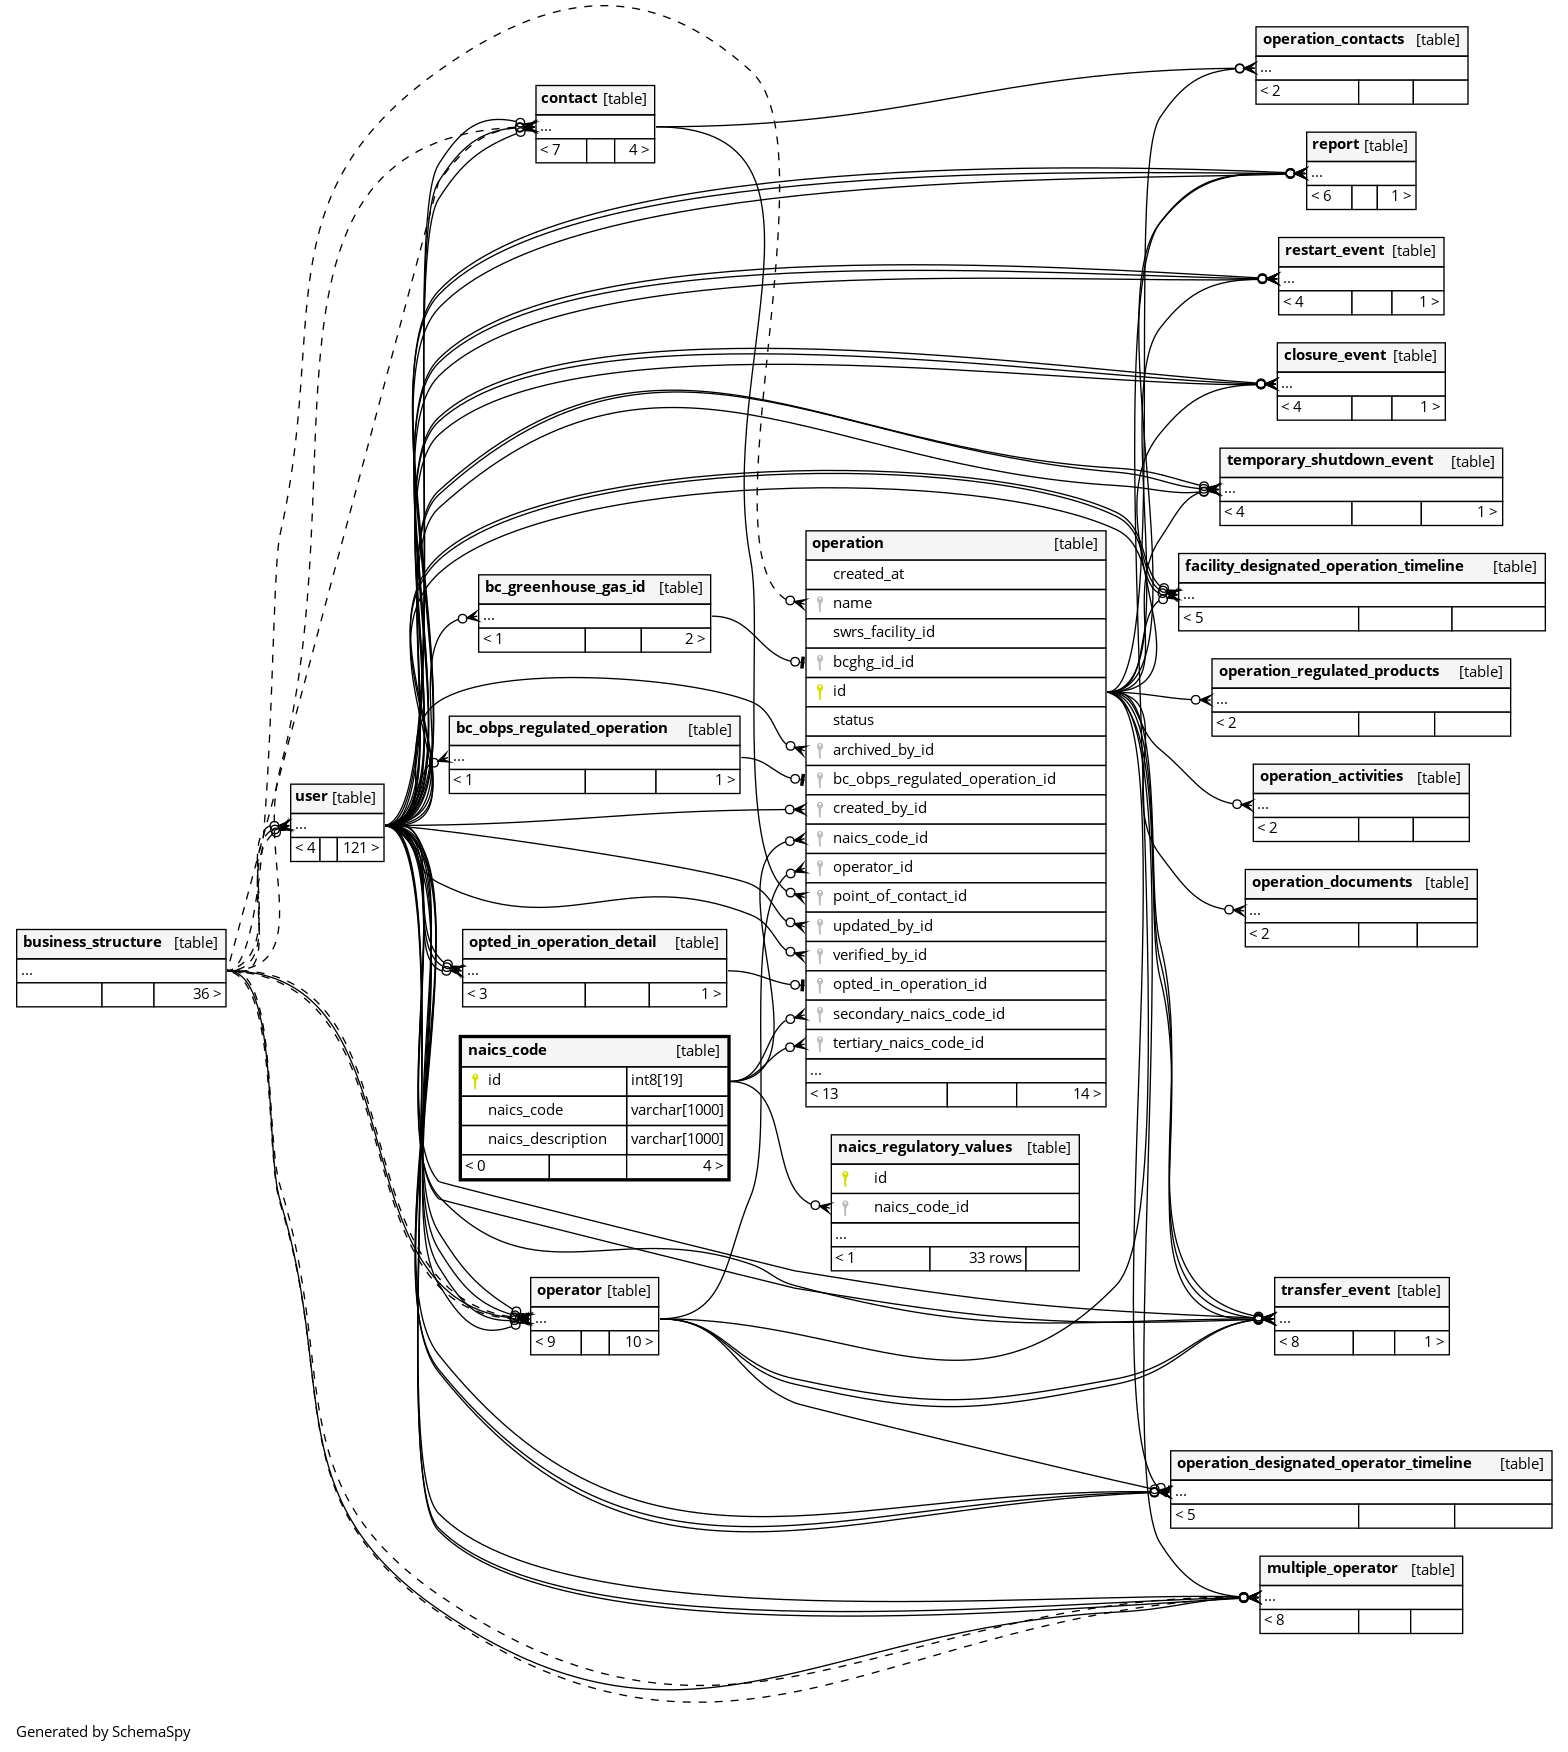 operation_contacts [table]
...
< 2
contact [table]
...
< 7 4 >
report [table]
...
< 6 1 >
restart_event [table]
...
< 4 1 >
closure_event [table]
...
< 4 1 >
temporary_shutdown_event [table]
...
< 4 1 >
facility_designated_operation_timeline [table]
...
< 5
operation [table]
created_at
name
swrs_facility_id
bcghg_id_id
id
status
archived_by_id
bc_obps_regulated_operation_id
created_by_id
naics_code_id
operator_id
point_of_contact_id
updated_by_id
verified_by_id
opted_in_operation_id
secondary_naics_code_id
tertiary_naics_code_id
...
< 13 14 >
bc_greenhouse_gas_id [table]
...
< 1 2 >
operation_regulated_products [table]
...
< 2
bc_obps_regulated_operation [table]
...
< 1 1 >
operation_activities [table]
...
< 2
user [table]
...
< 4 121 >
operation_documents [table]
...
< 2
business_structure [table]
...
36 >
opted_in_operation_detail [table]
...
< 3 1 >
naics_code [table]
id int8[19]
naics_code varchar[1000]
naics_description varchar[1000]
< 0 4 >
naics_regulatory_values [table]
id
naics_code_id
...
< 1 33 rows
operator [table]
...
< 9 10 >
transfer_event [table]
...
< 8 1 >
operation_designated_operator_timeline [table]
...
< 5
multiple_operator [table]
...
< 8
Generated by SchemaSpy